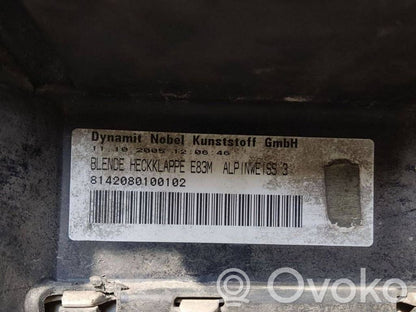 Dynamit Nobel Kunststoff GmbH
11.10.2005 12:06:46
BLENDE HECKKLAPPE E83M ALPINWEISS 3
8142080100102
Ovoko